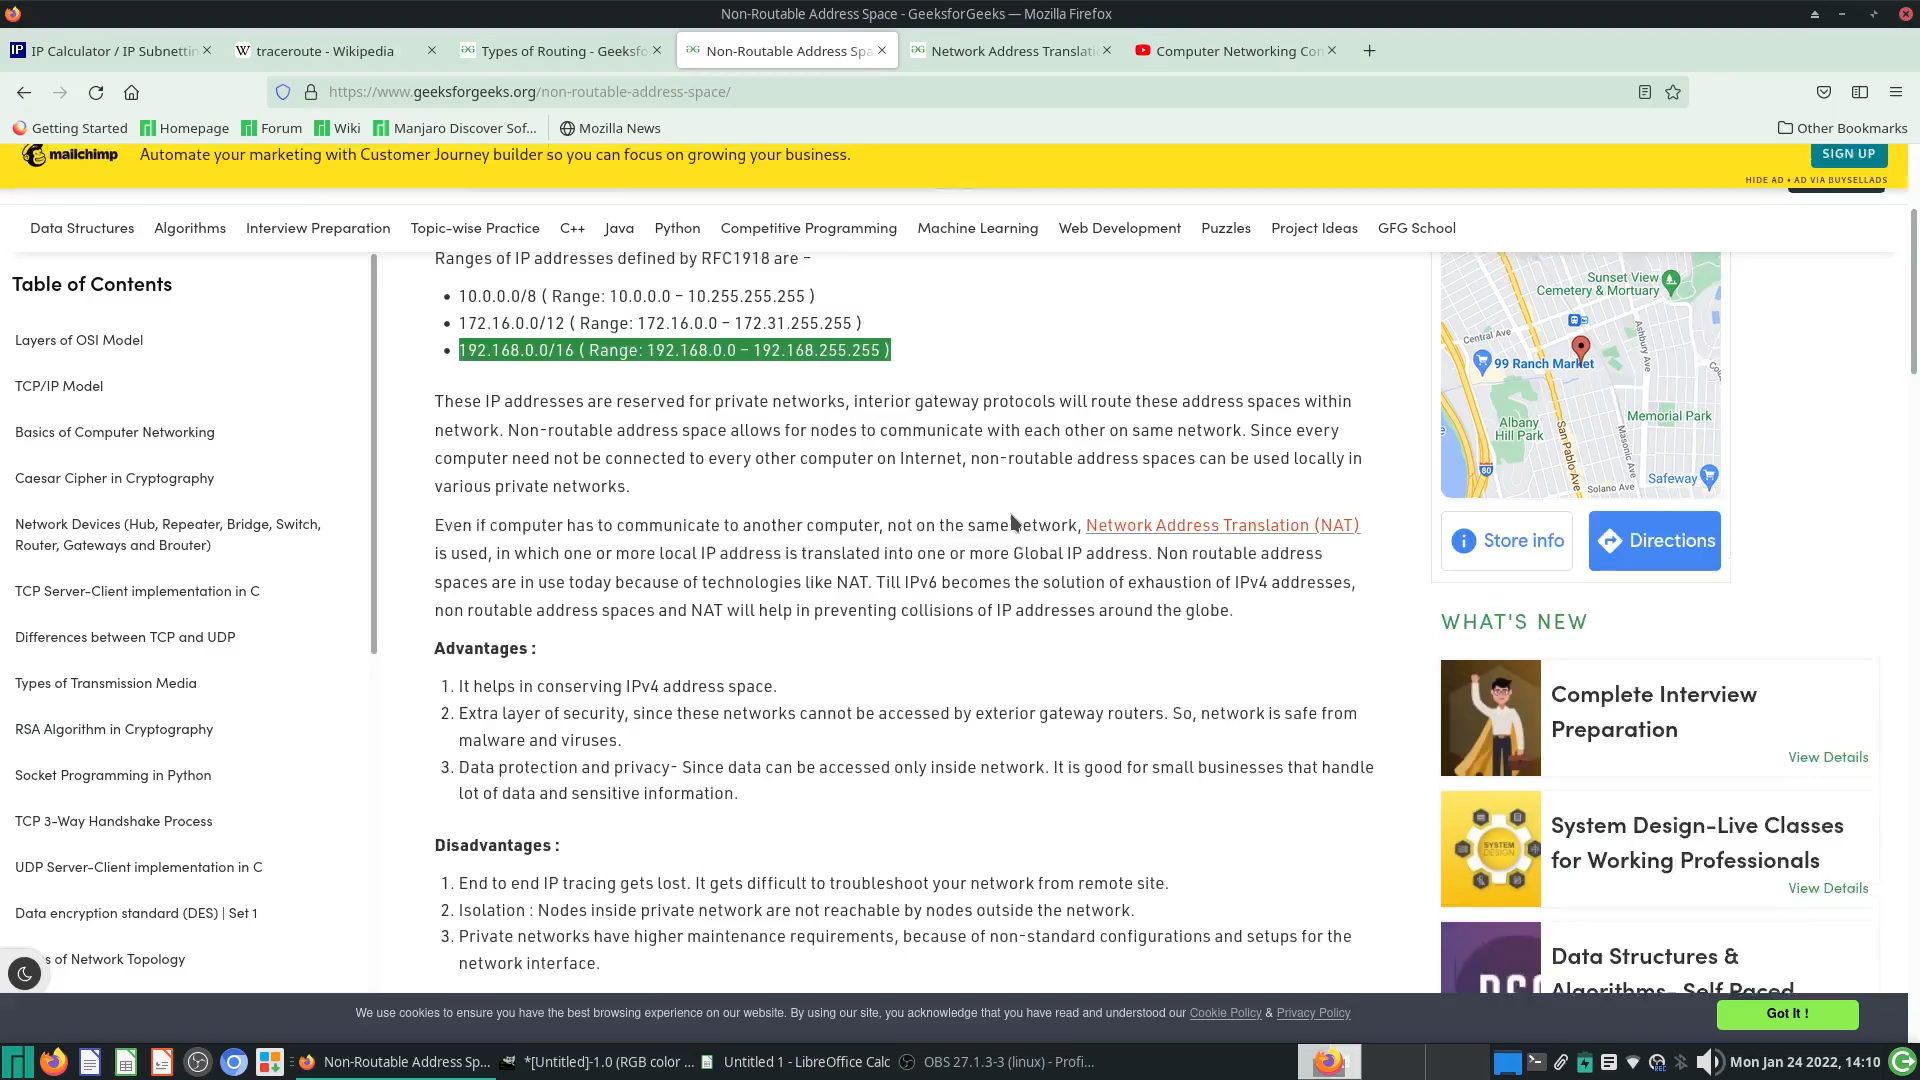 Non-Routable Address Space - GeeksforGeeks — Mozilla Firefox
IP Calculator / IP Subnettin
traceroute - Wikipedia
Types of Routing - Geeksfo
Non-Routable Address Spa
Network Address Translati
Computer Networking Cor
https://www.geeksforgeeks.org/non-routable-address-space/
Getting Started
Homepage
Forum
Wiki
Manjaro Discover Sof...
Mozilla News
Other Bookmarks
mailchimp
Automate your marketing with Customer Journey builder so you can focus on growing your business.
SIGN UP
HIDE AD • AD VIA BUYSELLADS
Data Structures
Algorithms
Interview Preparation
Topic-wise Practice
C++
Java
Python
Competitive Programming
Machine Learning
Web Development
Puzzles
Project Ideas
GFG School
Table of Contents
Layers of OSI Model
TCP/IP Model
Basics of Computer Networking
Caesar Cipher in Cryptography
Network Devices (Hub, Repeater, Bridge, Switch,
Router, Gateways and Brouter)
TCP Server-Client implementation in C
Differences between TCP and UDP
Types of Transmission Media
RSA Algorithm in Cryptography
Socket Programming in Python
TCP 3-Way Handshake Process
UDP Server-Client implementation in C
Data encryption standard (DES) | Set 1
s of Network Topology
Ranges of IP addresses defined by RFC1918 are –
• 10.0.0.0/8 ( Range: 10.0.0.0 – 10.255.255.255 )
• 172.16.0.0/12 ( Range: 172.16.0.0 – 172.31.255.255 )
• 192.168.0.0/16 ( Range: 192.168.0.0 – 192.168.255.255 )
These IP addresses are reserved for private networks, interior gateway protocols will route these address spaces within
network. Non-routable address space allows for nodes to communicate with each other on same network. Since every
computer need not be connected to every other computer on Internet, non-routable address spaces can be used locally in
various private networks.
Even if computer has to communicate to another computer, not on the same network, Network Address Translation (NAT)
is used, in which one or more local IP address is translated into one or more Global IP address. Non routable address
spaces are in use today because of technologies like NAT. Till IPv6 becomes the solution of exhaustion of IPv4 addresses,
non routable address spaces and NAT will help in preventing collisions of IP addresses around the globe.
Advantages :
1. It helps in conserving IPv4 address space.
2. Extra layer of security, since these networks cannot be accessed by exterior gateway routers. So, network is safe from
malware and viruses.
3. Data protection and privacy- Since data can be accessed only inside network. It is good for small businesses that handle
lot of data and sensitive information.
Disadvantages :
1. End to end IP tracing gets lost. It gets difficult to troubleshoot your network from remote site.
2. Isolation : Nodes inside private network are not reachable by nodes outside the network.
3. Private networks have higher maintenance requirements, because of non-standard configurations and setups for the
network interface.
Sunset View
Cemetery & Mortuary
Central Ave
Ashbury Ave
99 Ranch Market
Memorial Park
Albany
Hill Park
San Pablo Ave
Masonic Ave
80
Safeway
Solano Ave
Store info
Directions
WHAT'S NEW
Complete Interview
Preparation
View Details
SYSTEM
DESIGN
System Design-Live Classes
for Working Professionals
View Details
Data Structures &
Algorithms- Self Paced
We use cookies to ensure you have the best browsing experience on our website. By using our site, you acknowledge that you have read and understood our Cookie Policy & Privacy Policy
Got It !
Non-Routable Address Sp...
*[Untitled]-1.0 (RGB color ...
Untitled 1 - LibreOffice Calc
OBS 27.1.3-3 (linux) - Profi...
Mon Jan 24 2022, 14:10